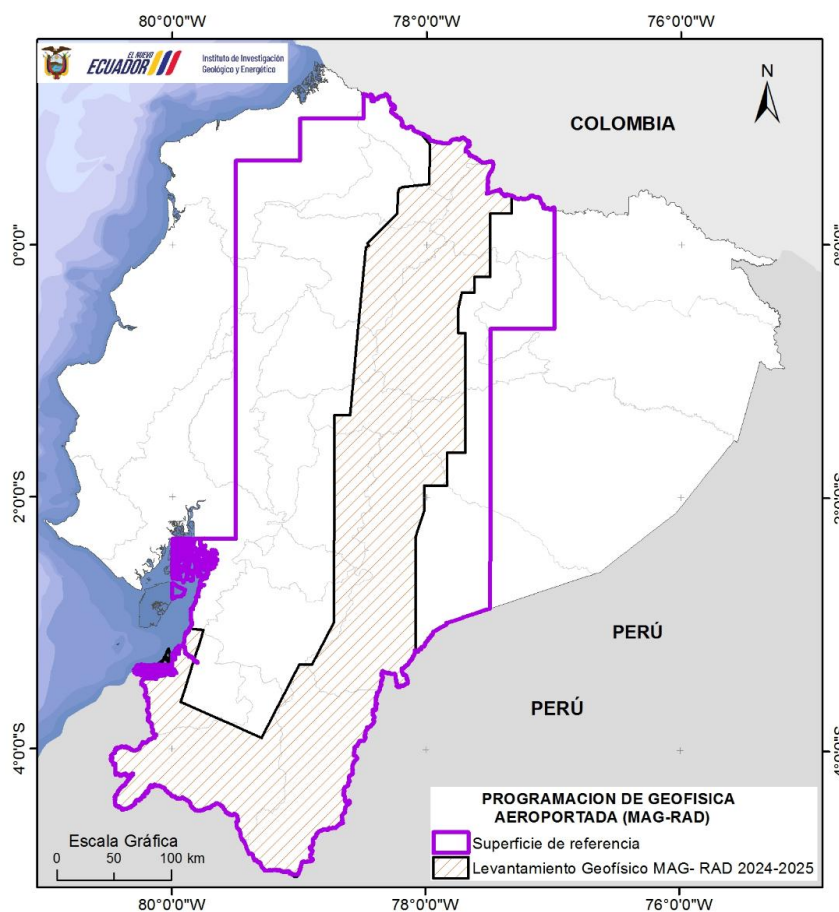 80°0'0"W
78°0'0"W
76°0'0"W
EL NUEVO
ECUADOR
Instituto de Investigación
Geológico y Energético
N
COLOMBIA
0°0'0"
0°0'0"
2°0'0"S
2°0'0"S
PERÚ
PERÚ
4°0'0"S
4°0'0"S
PROGRAMACION DE GEOFISICA
AEROPORTADA (MAG-RAD)
Superficie de referencia
Levantamiento Geofísico MAG- RAD 2024-2025
Escala Gráfica
0 50 100 km
80°0'0"W
78°0'0"W
76°0'0"W